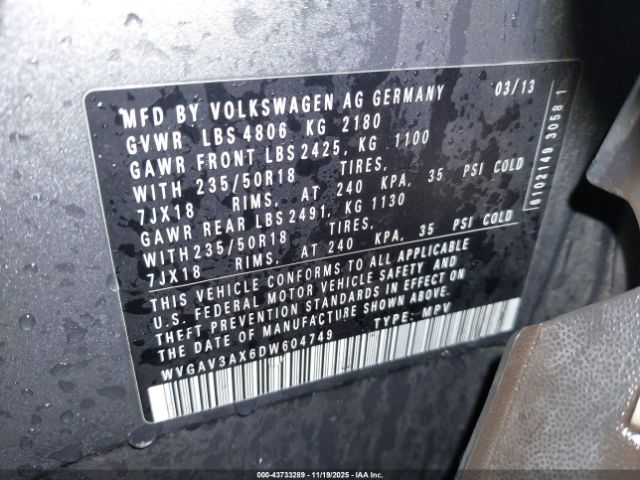 MFD BY VOLKSWAGEN AG GERMANY 03/13
GVWR LBS 4806 KG 2180
GAWR FRONT LBS 2425, KG 1100
WITH 235/50R18 TIRES,
7JX18 RIMS, AT 240 KPA, 35 PSI COLD
GAWR REAR LBS 2491, KG 1130
WITH 235/50R18 TIRES,
7JX18 RIMS, AT 240 KPA, 35 PSI COLD
THIS VEHICLE CONFORMS TO ALL APPLICABLE
U.S. FEDERAL MOTOR VEHICLE SAFETY AND
THEFT PREVENTION STANDARDS IN EFFECT ON
THE DATE OF MANUFACTURE SHOWN ABOVE.
WVGAV3AX6DW604749 TYPE: MPV
8102149 3058 1
000-43733289 - 11/19/2025 - IAA, Inc.